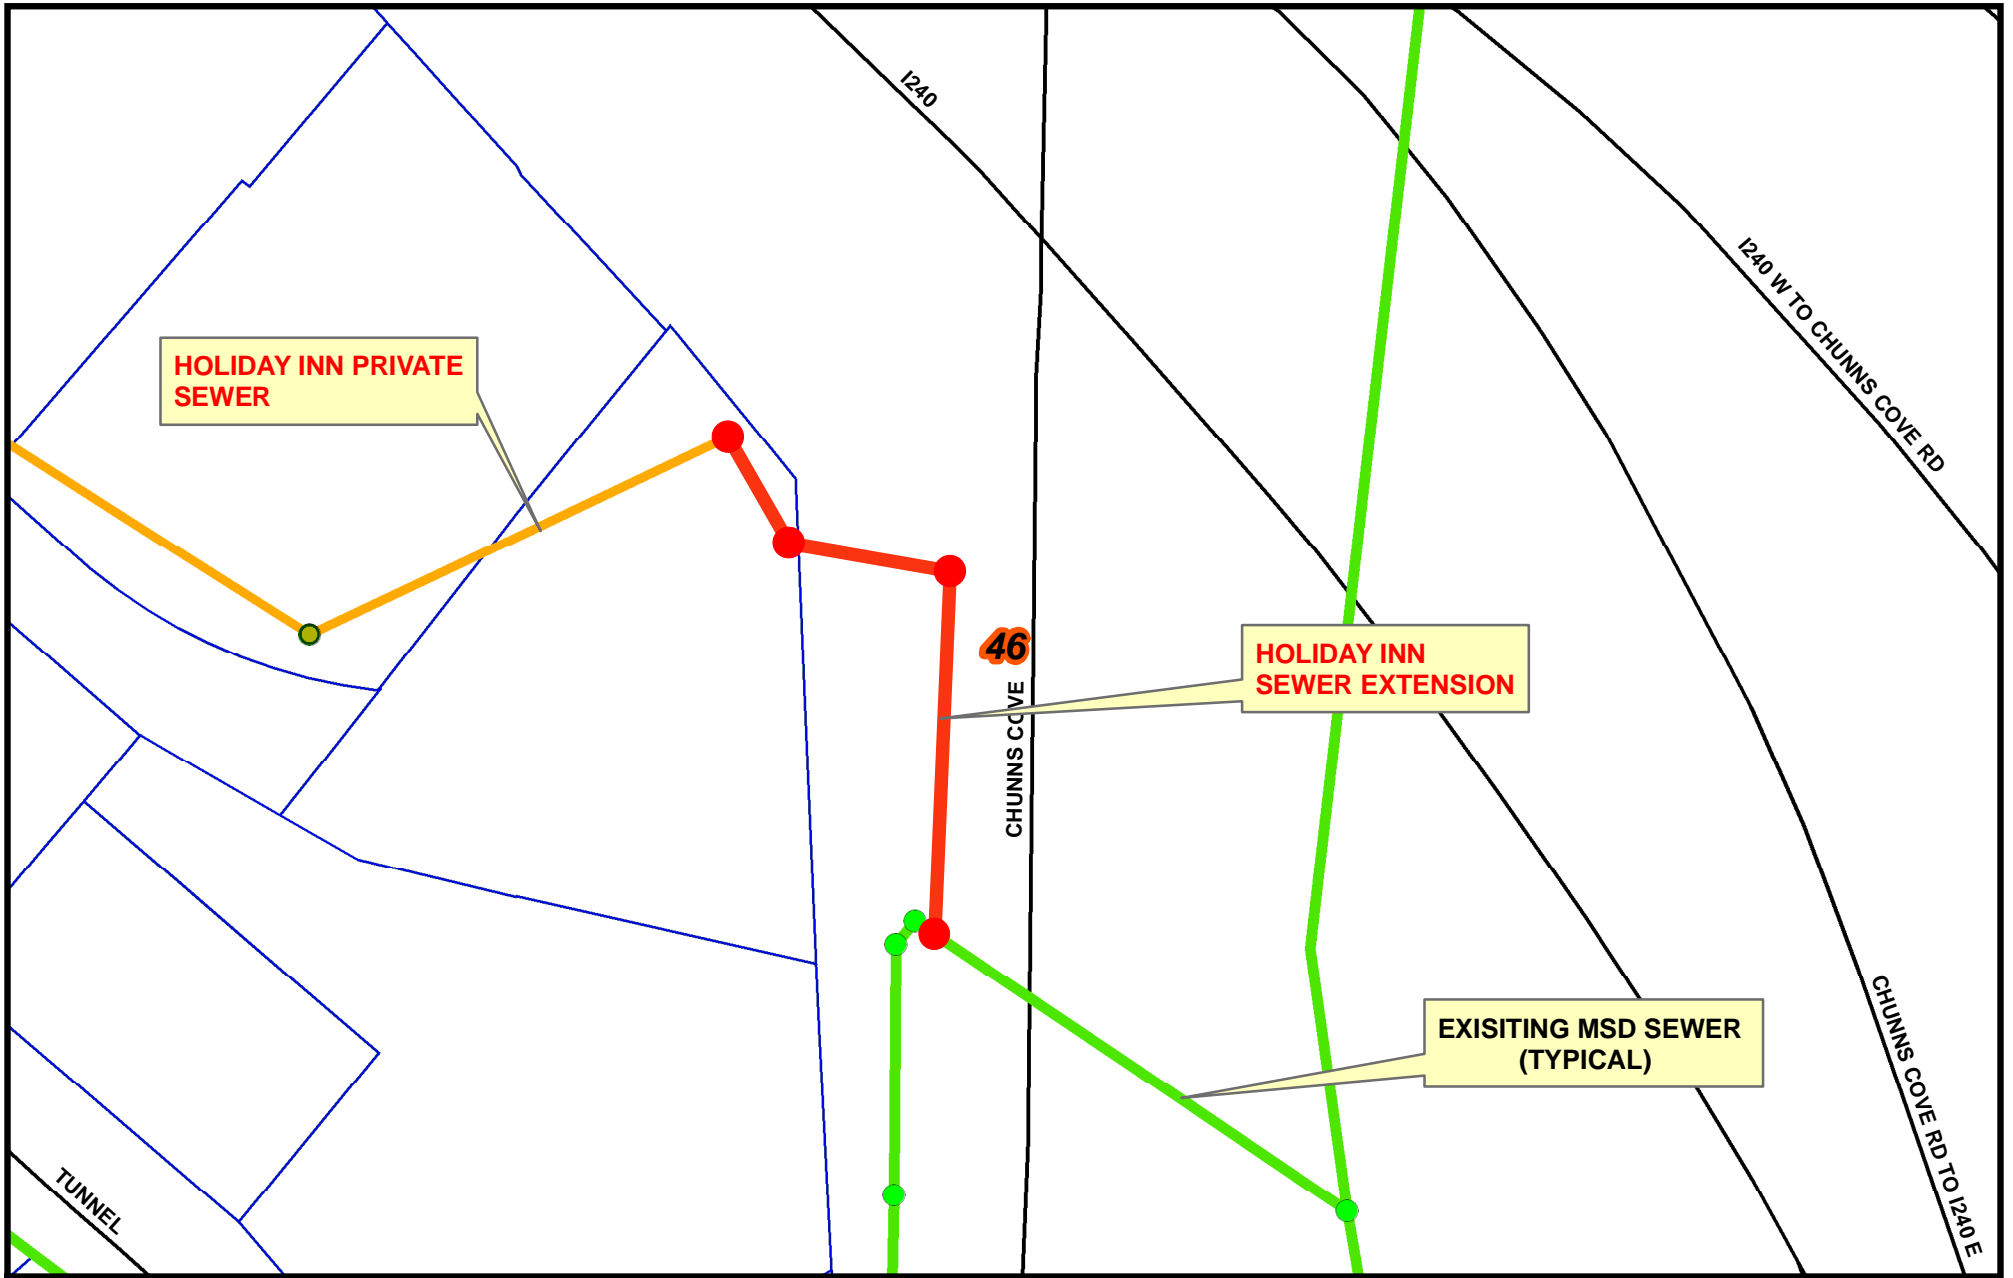 I240
I240 W TO CHUNNS COVE RD
HOLIDAY INN PRIVATE
SEWER
46
HOLIDAY INN
SEWER EXTENSION
CHUNNS COVE
EXISITING MSD SEWER
(TYPICAL)
CHUNNS COVE RD TO I240 E
TUNNEL